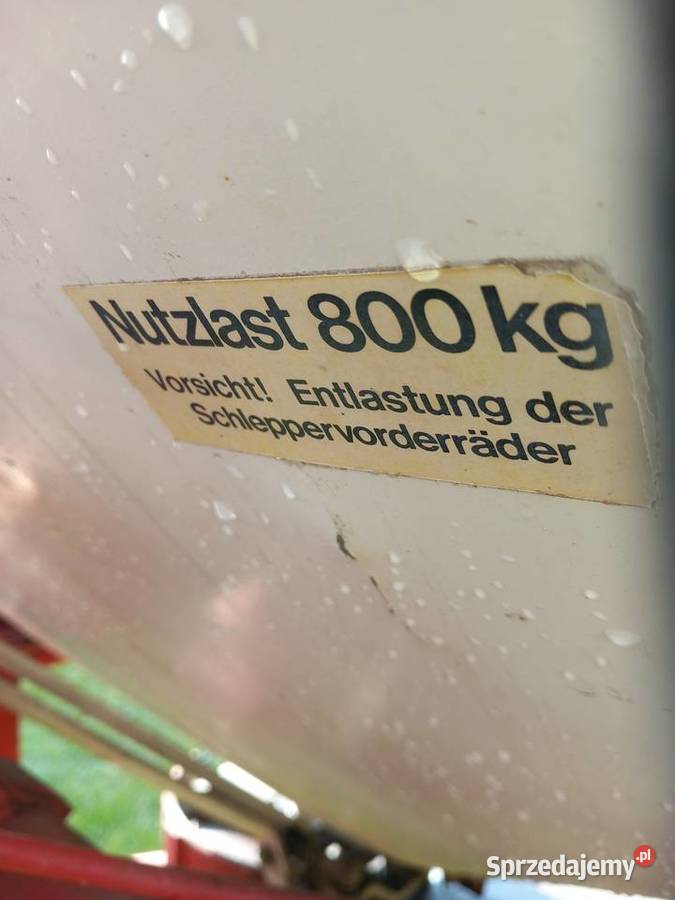 Nutzlast 800 kg
Vorsicht! Entlastung der
Schleppervorderräder
Sprzedajemy.pl